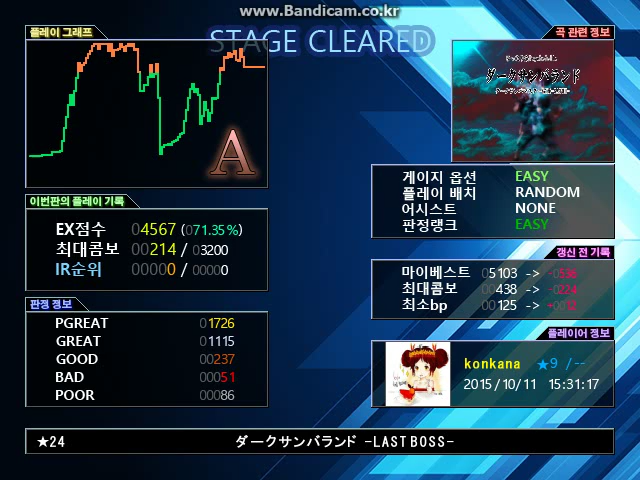 www.Bandicam.co.kr
STAGE CLEARED
플레이 그래프
A
이번판의 플레이 기록
EX점수 04567 (071.35%)
최대콤보 00214 / 03200
IR순위 00000 / 00000
판정 정보
PGREAT 01726
GREAT 01115
GOOD 00237
BAD 00051
POOR 00086
곡 관련 정보
ダークサンバランド
게이지 옵션 EASY
플레이 배치 RANDOM
어시스트 NONE
판정랭크 EASY
갱신 전 기록
마이베스트 05103 -> -0536
최대콤보 00438 -> -0224
최소bp 00125 -> +0012
플레이어 정보
konkana ★9 /--
2015/10/11 15:31:17
★24 ダークサンバランド -LAST BOSS-